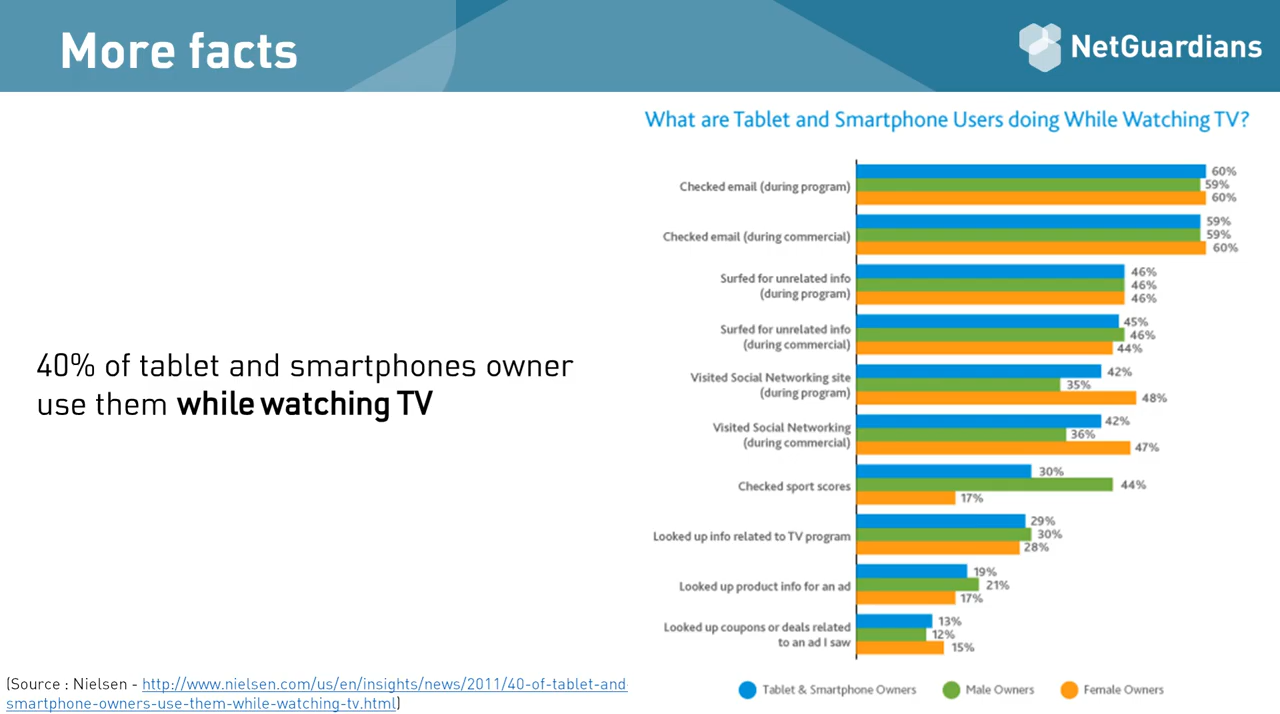 More facts
NetGuardians
What are Tablet and Smartphone Users doing While Watching TV?
Checked email (during program)
60%
59%
60%
Checked email (during commercial)
59%
59%
60%
Surfed for unrelated info
(during program)
46%
46%
46%
Surfed for unrelated info
(during commercial)
45%
46%
44%
Visited Social Networking site
(during program)
42%
35%
48%
Visited Social Networking
(during commercial)
42%
36%
47%
Checked sport scores
30%
44%
17%
Looked up info related to TV program
29%
30%
28%
Looked up product info for an ad
19%
21%
17%
Looked up coupons or deals related
to an ad I saw
13%
12%
15%
Tablet & Smartphone Owners
Male Owners
Female Owners
40% of tablet and smartphones owner
use them while watching TV
(Source : Nielsen - http://www.nielsen.com/us/en/insights/news/2011/40-of-tablet-and-
smartphone-owners-use-them-while-watching-tv.html)